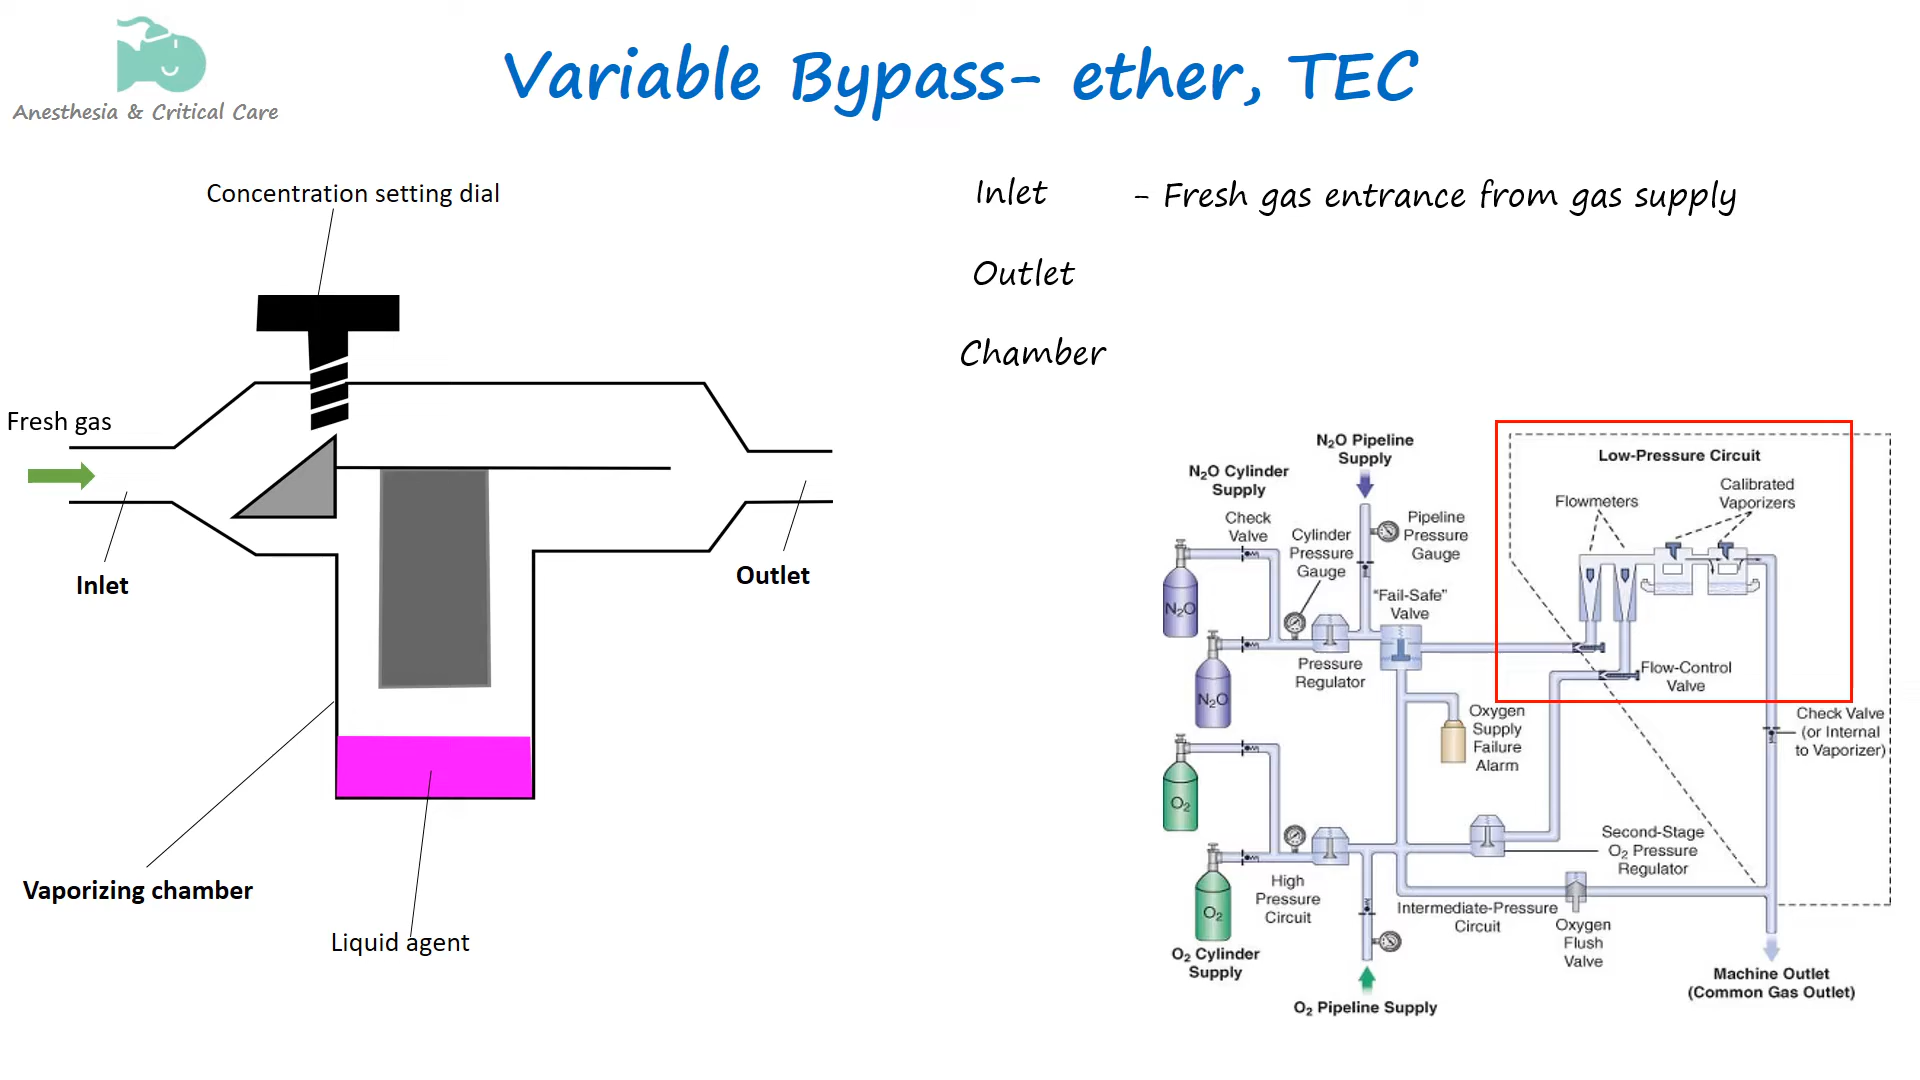 Anesthesia & Critical Care
Variable Bypass- ether, TEC
Concentration setting dial
Fresh gas
Inlet
Outlet
Vaporizing chamber
Liquid agent
Inlet - Fresh gas entrance from gas supply
Outlet
Chamber
N₂O Pipeline
Supply
N₂O Cylinder
Supply
Check
Valve
Cylinder
Pressure
Gauge
Pipeline
Pressure
Gauge
"Fail-Safe"
Valve
N₂O
N₂O
Pressure
Regulator
Low-Pressure Circuit
Flowmeters
Calibrated
Vaporizers
Flow-Control
Valve
Oxygen
Supply
Failure
Alarm
Check Valve
(or Internal
to Vaporizer)
O₂
O₂
High
Pressure
Circuit
Second-Stage
O₂ Pressure
Regulator
Intermediate-Pressure
Circuit
Oxygen
Flush
Valve
O₂ Cylinder
Supply
O₂ Pipeline Supply
Machine Outlet
(Common Gas Outlet)